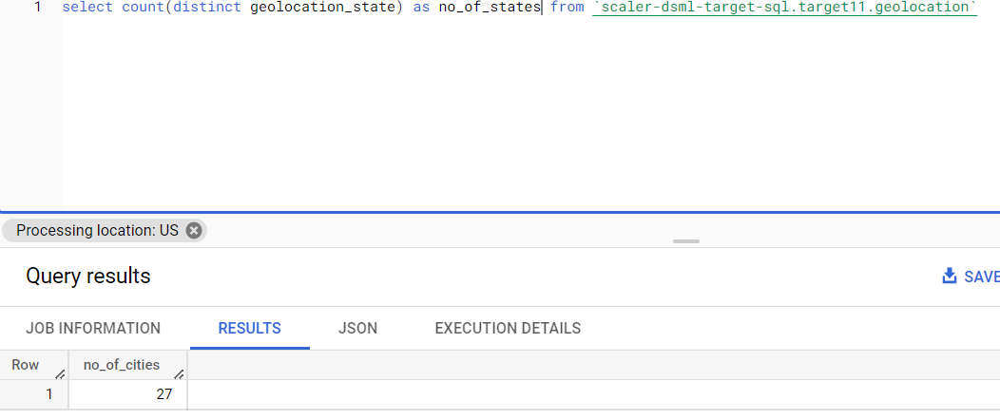 1 select count(distinct geolocation_state) as no_of_states from `scaler-dsml-target-sql.target11.geolocation`
Processing location: US
Query results
SAVE
JOB INFORMATION RESULTS JSON EXECUTION DETAILS
Row no_of_cities
1 27